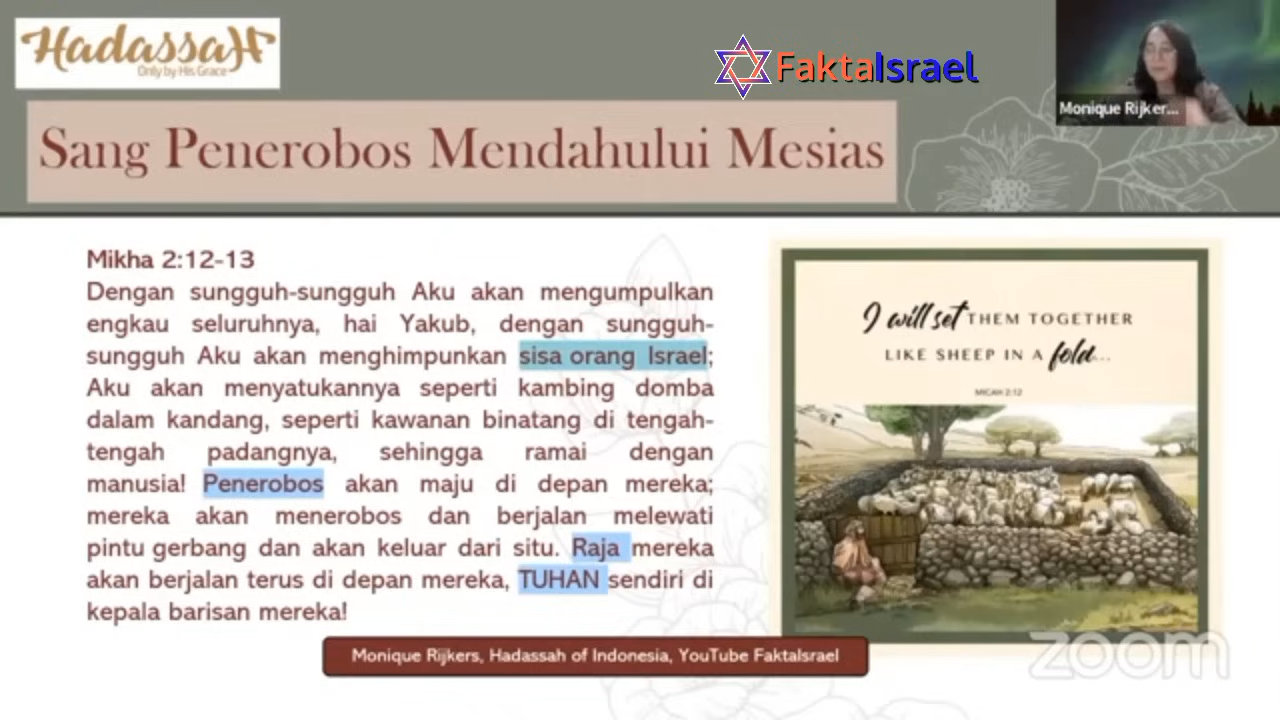 Hadassah
Only by His Grace
FaktaIsrael
Monique Rijker...
Sang Penerobos Mendahului Mesias
Mikha 2:12-13
Dengan sungguh-sungguh Aku akan mengumpulkan
engkau seluruhnya, hai Yakub, dengan sungguh-
sungguh Aku akan menghimpunkan sisa orang Israel;
Aku akan menyatukannya seperti kambing domba
dalam kandang, seperti kawanan binatang di tengah-
tengah padangnya, sehingga ramai dengan
manusia! Penerobos akan maju di depan mereka;
mereka akan menerobos dan berjalan melewati
pintu gerbang dan akan keluar dari situ. Raja mereka
akan berjalan terus di depan mereka, TUHAN sendiri di
kepala barisan mereka!
I will set THEM TOGETHER
LIKE SHEEP IN A fold...
MICAH 2:12
Monique Rijkers, Hadassah of Indonesia, YouTube FaktaIsrael
zoom